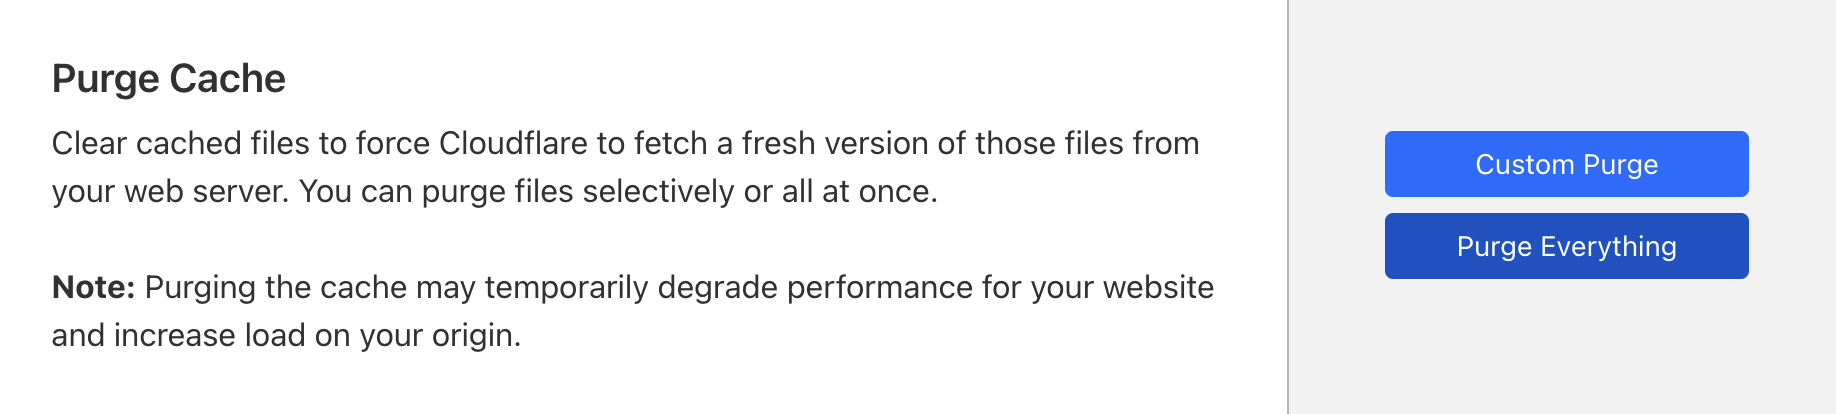 Purge Cache
Clear cached files to force Cloudflare to fetch a fresh version of those files from
your web server. You can purge files selectively or all at once.
Note: Purging the cache may temporarily degrade performance for your website
and increase load on your origin.
Custom Purge
Purge Everything